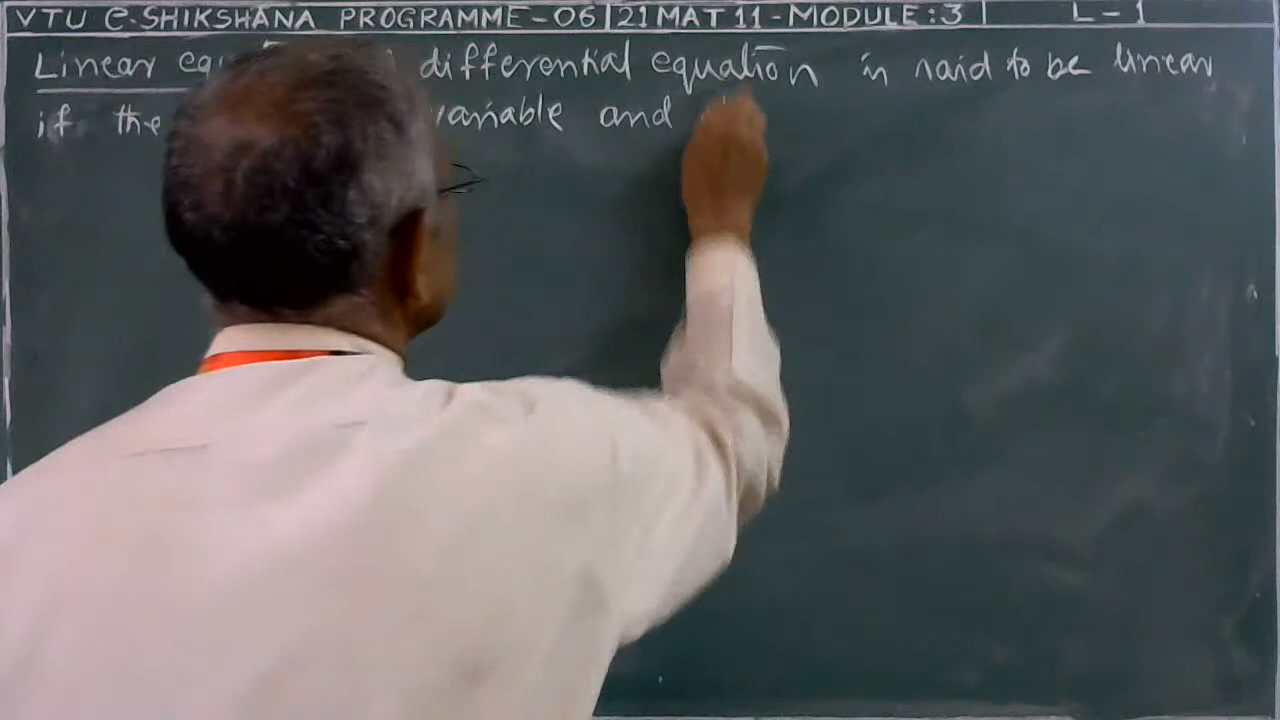 VTU e-SHIKSHANA PROGRAMME-06 21MAT11-MODULE:3 L-1
Linear differential equation is said to be linear
if the variable and